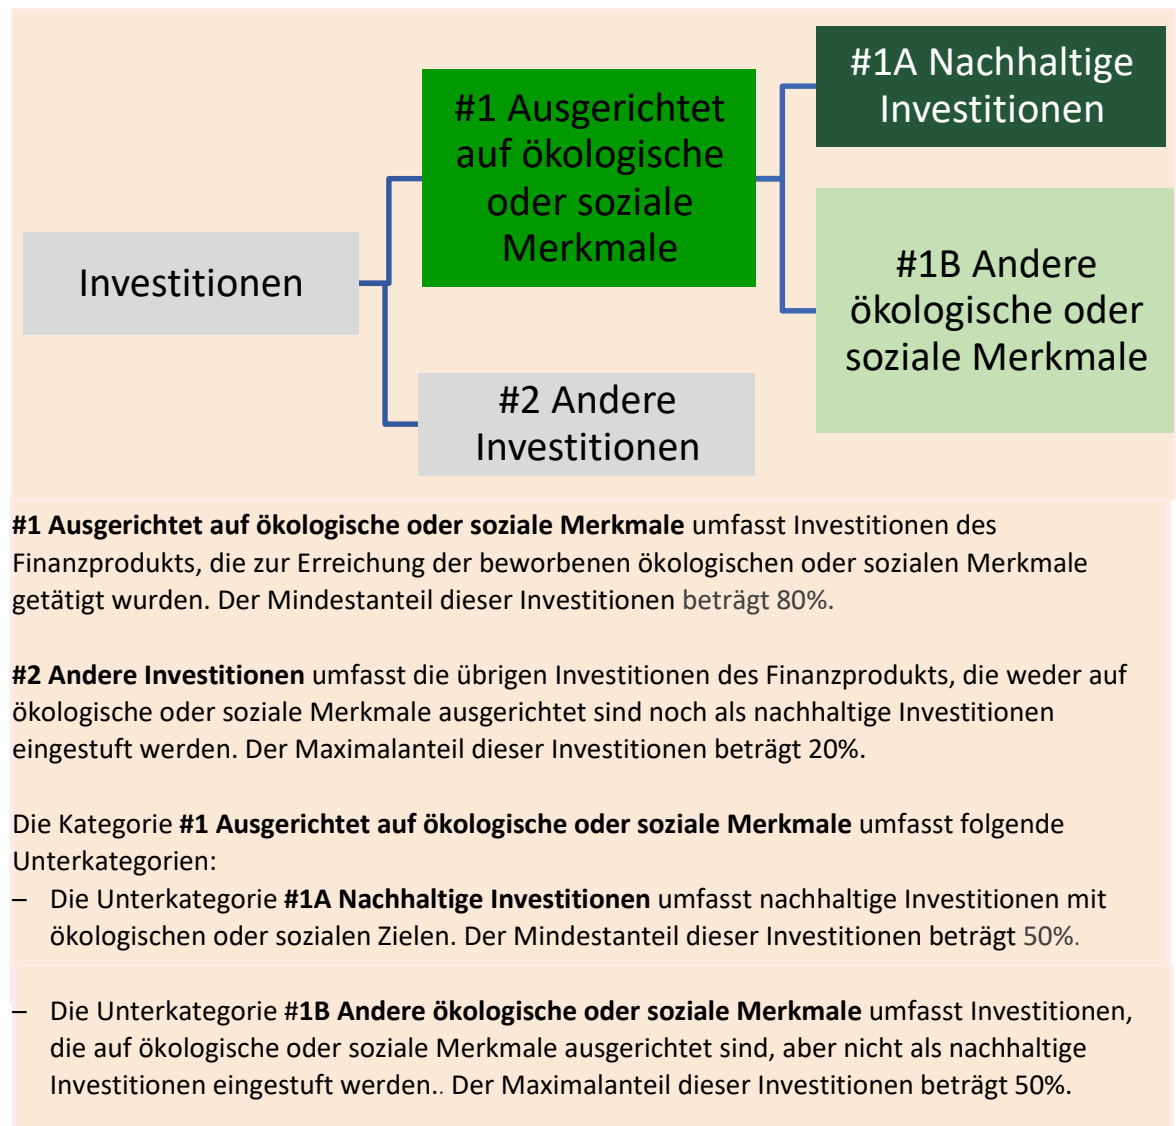 #1A Nachhaltige
Investitionen
#1 Ausgerichtet
auf ökologische
oder soziale
Merkmale
#1B Andere
ökologische oder
soziale Merkmale
Investitionen
#2 Andere
Investitionen
#1 Ausgerichtet auf ökologische oder soziale Merkmale umfasst Investitionen des
Finanzprodukts, die zur Erreichung der beworbenen ökologischen oder sozialen Merkmale
getätigt wurden. Der Mindestanteil dieser Investitionen beträgt 80%.
#2 Andere Investitionen umfasst die übrigen Investitionen des Finanzprodukts, die weder auf
ökologische oder soziale Merkmale ausgerichtet sind noch als nachhaltige Investitionen
eingestuft werden. Der Maximalanteil dieser Investitionen beträgt 20%.
Die Kategorie #1 Ausgerichtet auf ökologische oder soziale Merkmale umfasst folgende
Unterkategorien:
– Die Unterkategorie #1A Nachhaltige Investitionen umfasst nachhaltige Investitionen mit
ökologischen oder sozialen Zielen. Der Mindestanteil dieser Investitionen beträgt 50%.
– Die Unterkategorie #1B Andere ökologische oder soziale Merkmale umfasst Investitionen,
die auf ökologische oder soziale Merkmale ausgerichtet sind, aber nicht als nachhaltige
Investitionen eingestuft werden.. Der Maximalanteil dieser Investitionen beträgt 50%.